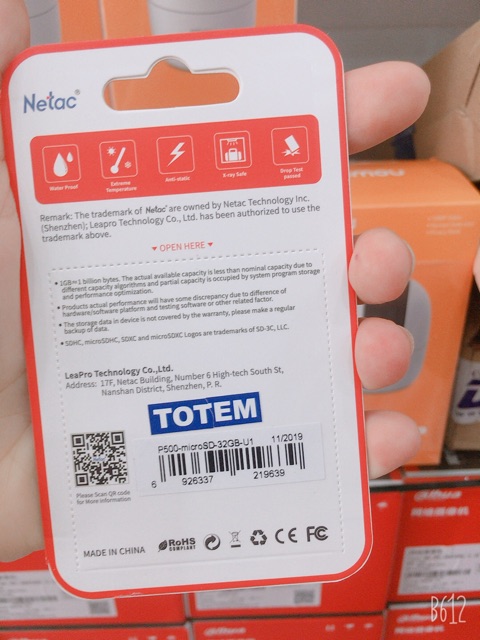 Netac®
Water Proof
Extreme Temperature
Anti-static
X-ray Safe
Drop Test passed
Remark: The trademark of Netac® are owned by Netac Technology Inc.
(Shenzhen); Leapro Technology Co., Ltd. has been authorized to use the
trademark above.
OPEN HERE
• 1GB=1 billion bytes. The actual available capacity is less than nominal capacity due to
different capacity algorithms and partial capacity is occupied by system program storage
and performance optimization.
• Products actual performance will have some discrepancy due to difference of
hardware/software platform and testing software or other related factor.
• The storage data in device is not covered by the warranty, please make a regular
backup of data.
• SDHC, microSDHC, SDXC and microSDXC Logos are trademarks of SD-3C, LLC.
LeaPro Technology Co.,Ltd.
Address: 17F, Netac Building, Number 6 High-tech South St,
Nanshan District, Shenzhen, P. R.
TOTEM
P500-microSD-32GB-U1 11/2019
6 926337 219639
Please Scan QR code
for More Information
MADE IN CHINA
RoHS
COMPLIANT
CE FC
alhua
B612